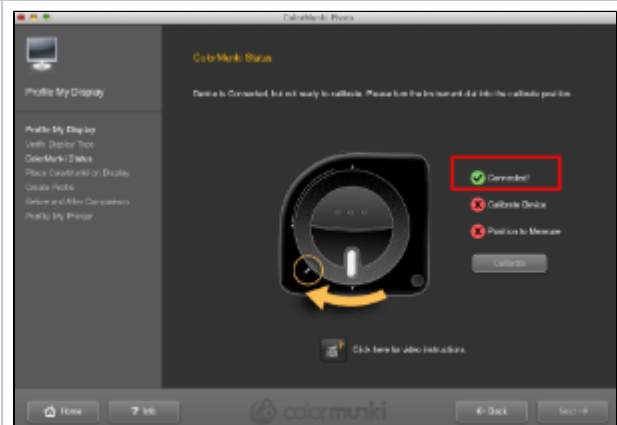 ColorMunki Photo
Profile My Display
ColorMunki Status
Device is Connected, but not ready to calibrate. Please turn the instrument dial into the calibrate position.
Profile My Display
Verify Display Type
ColorMunki Status
Place ColorMunki on Display
Create Profile
Before and After Comparison
Profile My Printer
Connected!
Calibrate Device
Position to Measure
Calibrate
Click here for video instructions
Home
? Info
colormunki
Back
Next